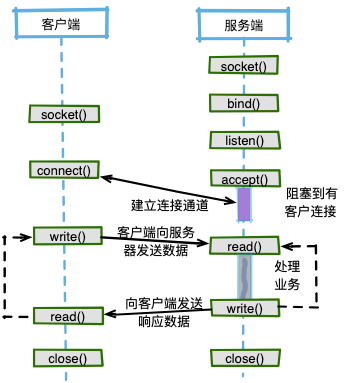 客户端
服务端
socket()
bind()
socket()
listen()
connect()
accept()
阻塞到有
客户连接
建立连接通道
write()
客户端向服务
器发送数据
read()
处理
业务
向客户端发送
响应数据
write()
read()
close()
close()